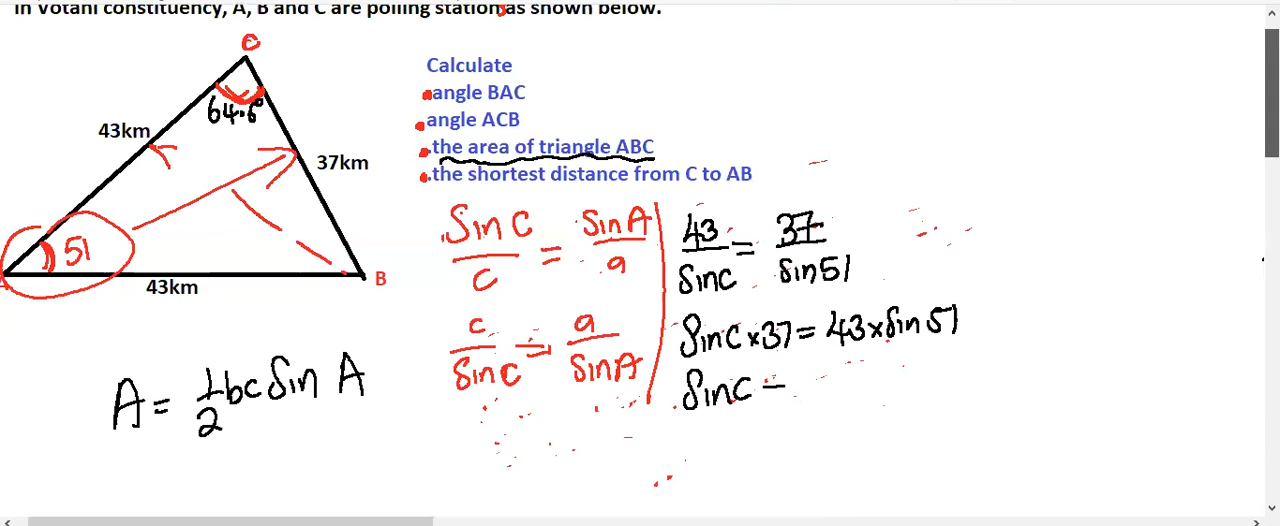 In Votani constituency, A, B and C are polling stations as shown below.
C
64.6°
43km
37km
51
B
43km
Calculate
angle BAC
angle ACB
the area of triangle ABC
the shortest distance from C to AB
Sin C / c = Sin A / a
c / Sin C = a / Sin A
43 / Sin C = 37 / Sin 51
Sin C × 37 = 43 × Sin 51
Sin C =
A = 1/2 bc Sin A